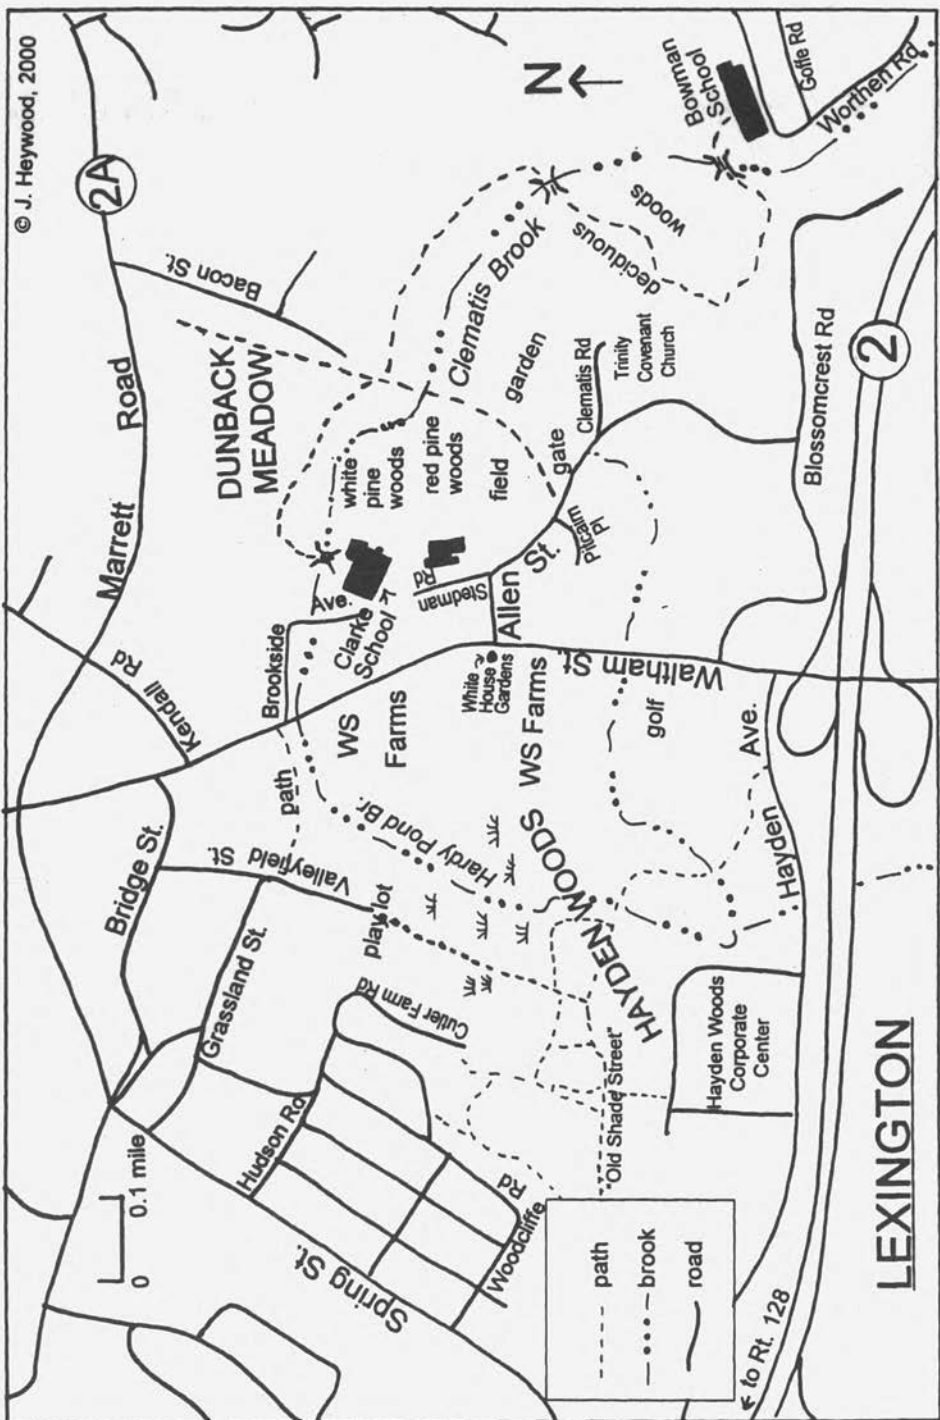 © J. Heywood, 2000
2A
Marrett Road
Bacon St.
N
DUNBACK
MEADOW
Kendall Rd
Bridge St.
Brookside
Ave.
path
Valleyfield St.
Grassland St.
Hudson Rd
Spring St.
0 0.1 mile
Clarke
School
white
pine
woods
red pine
woods
field
garden
gate
Clematis Brook
deciduous
woods
Bowman
School
Goffe Rd
Worthen Rd
Stedman
Rd
Allen St.
Pitcairn
Pl
Clematis Rd
Trinity
Covenant
Church
Blossomcrest Rd
2
WS
Farms
White
House
Gardens
WS Farms
Waltham St.
golf
Hardy Pond Br.
play lot
Cutler Farm Rd
HAYDEN WOODS
Hayden Ave.
"Old Shade Street"
Hayden Woods
Corporate
Center
Woodcliffe Rd
path
brook
road
to Rt. 128
LEXINGTON